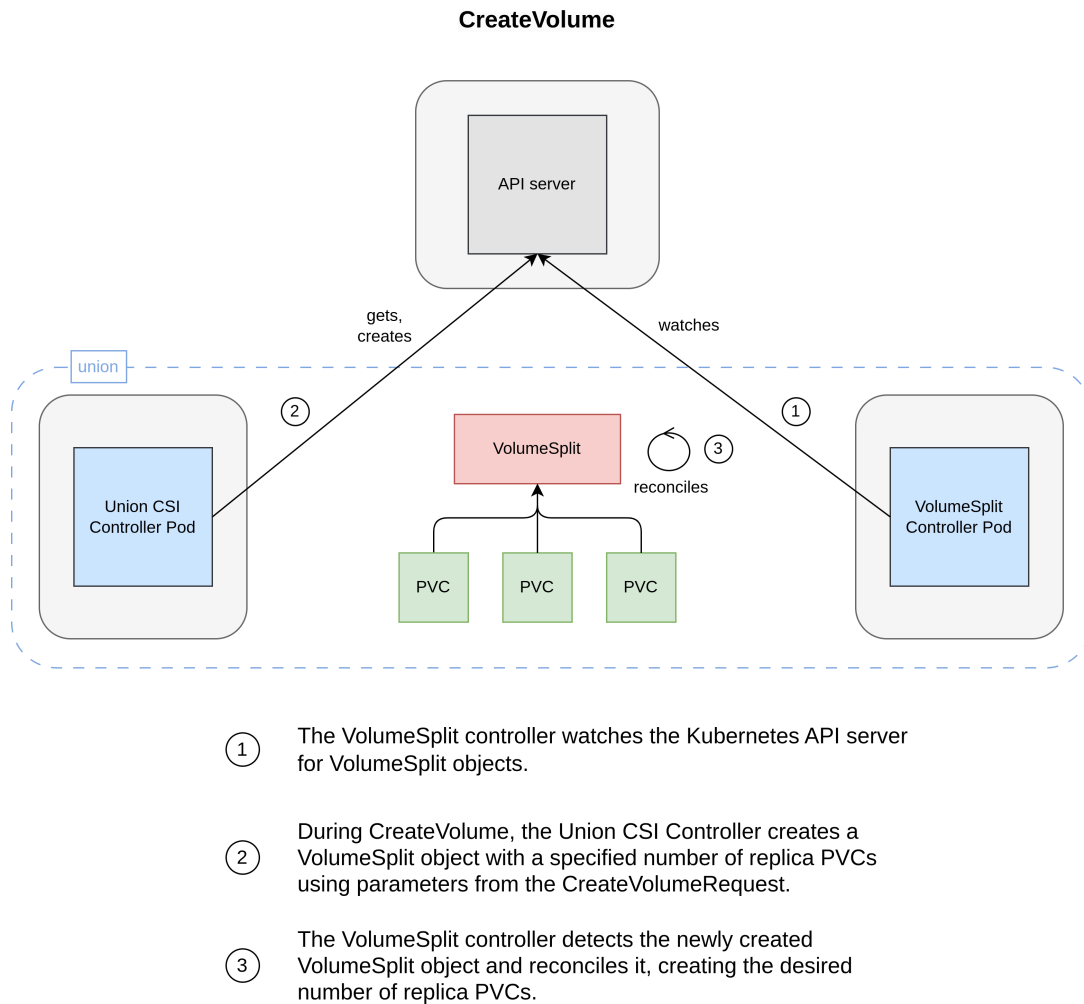 CreateVolume
API server
gets,
creates
watches
union
2
1
VolumeSplit
3
reconciles
Union CSI
Controller Pod
VolumeSplit
Controller Pod
PVC
PVC
PVC
1
The VolumeSplit controller watches the Kubernetes API server
for VolumeSplit objects.
2
During CreateVolume, the Union CSI Controller creates a
VolumeSplit object with a specified number of replica PVCs
using parameters from the CreateVolumeRequest.
3
The VolumeSplit controller detects the newly created
VolumeSplit object and reconciles it, creating the desired
number of replica PVCs.